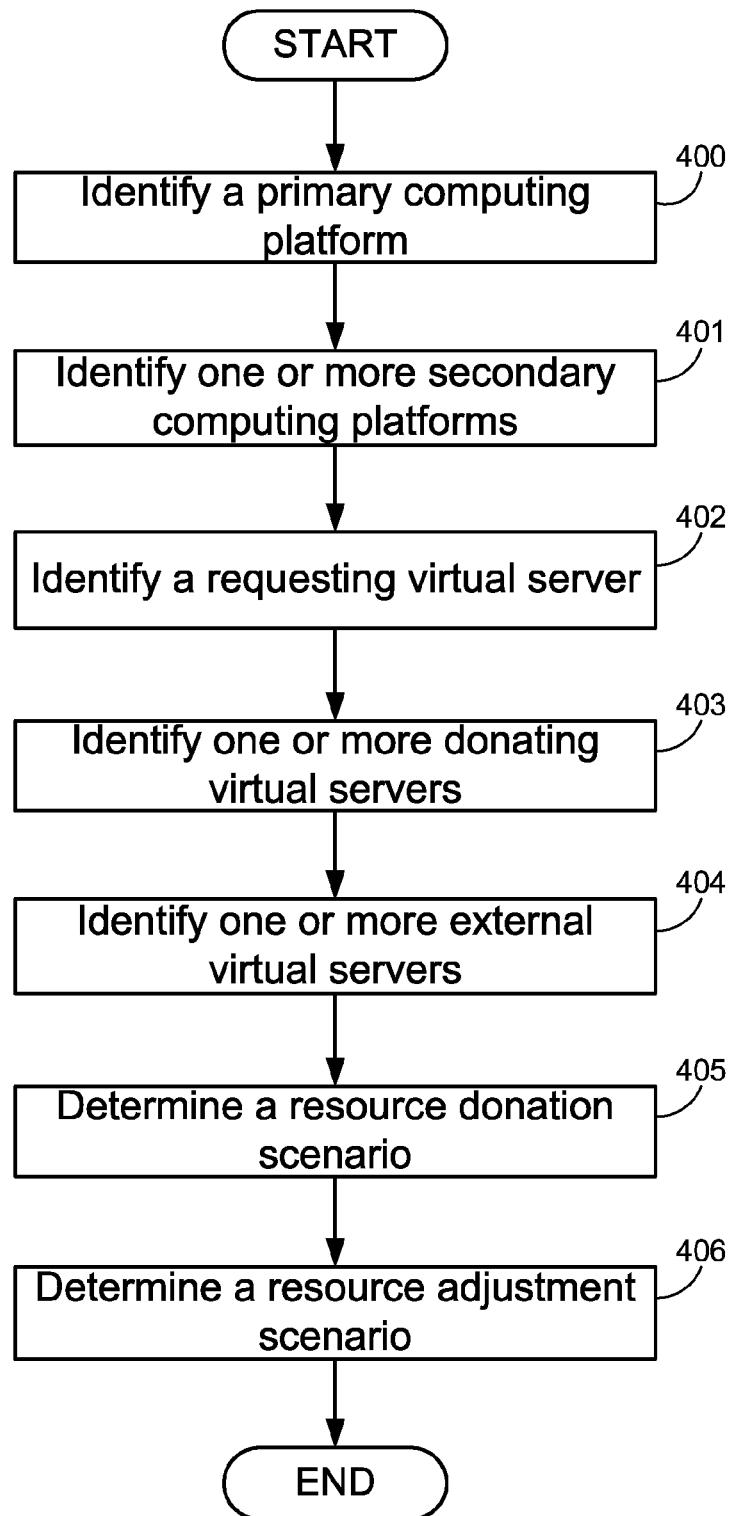 START
400
Identify a primary computing
platform
401
Identify one or more secondary
computing platforms
402
Identify a requesting virtual server
403
Identify one or more donating
virtual servers
404
Identify one or more external
virtual servers
405
Determine a resource donation
scenario
406
Determine a resource adjustment
scenario
END